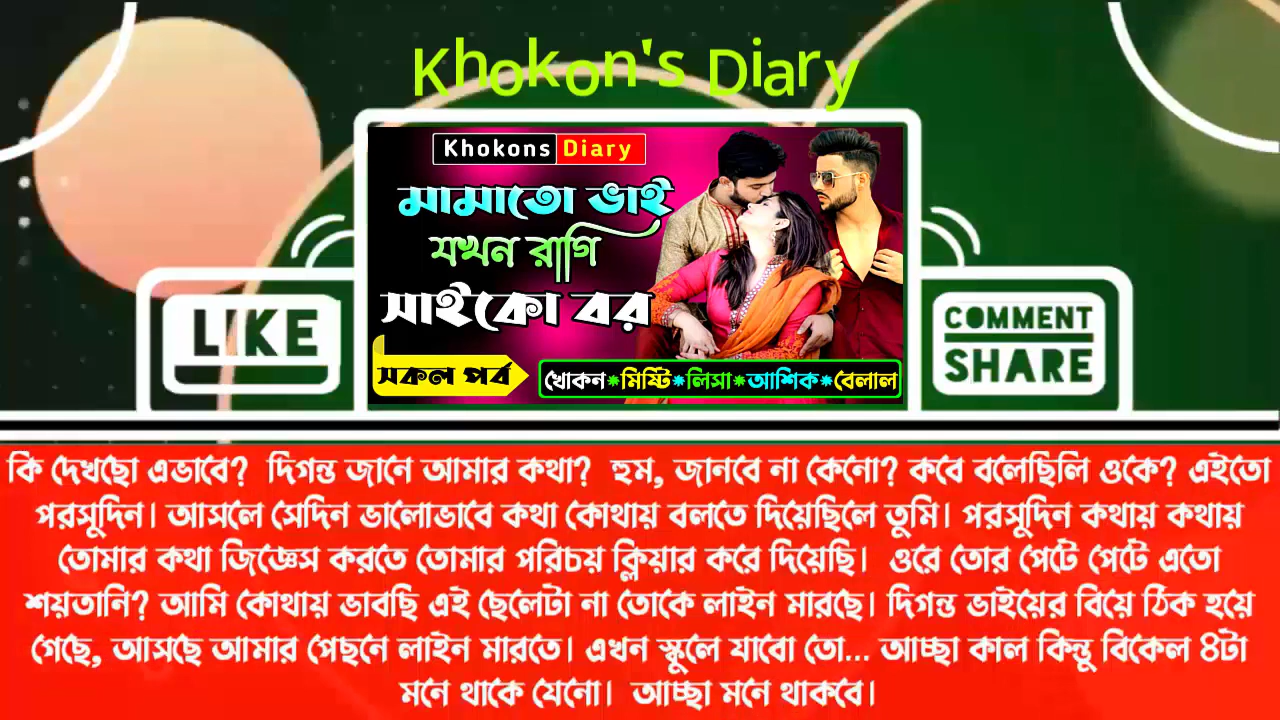 Khokon's Diary
Khokons Diary
মামাতো ভাই
যখন রাগি
সাইকো বর
সকল পর্ব
খোকন*মিষ্টি*লিসা*আশিক*বেলাল
LIKE
COMMENT
SHARE
কি দেখছো এভাবে? দিগন্ত জানে আমার কথা? হুম, জানবে না কেনো? কবে বলেছিলি ওকে? এইতো
পরসুদিন। আসলে সেদিন ভালোভাবে কথা কোথায় বলতে দিয়েছিলে তুমি। পরসুদিন কথায় কথায়
তোমার কথা জিজ্ঞেস করতে তোমার পরিচয় ক্লিয়ার করে দিয়েছি। ওরে তোর পেটে পেটে এতো
শয়তানি? আমি কোথায় ভাবছি এই ছেলেটা না তোকে লাইন মারছে। দিগন্ত ভাইয়ের বিয়ে ঠিক হয়ে
গেছে, আসছে আমার পেছনে লাইন মারতে। এখন স্কুলে যাবো তো... আচ্ছা কাল কিন্তু বিকেল ৪টা
মনে থাকে যেনো। আচ্ছা মনে থাকবে।